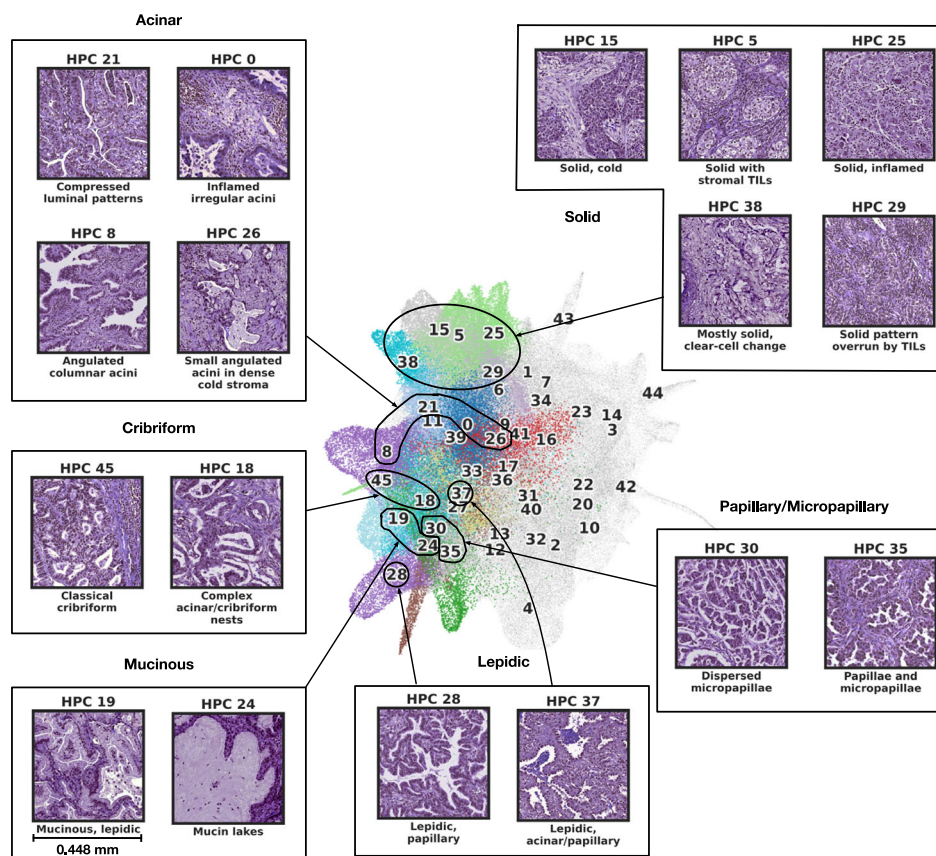 Acinar
HPC 21
HPC 0
Compressed
luminal patterns
Inflamed
irregular acini
HPC 8
HPC 26
Angulated
columnar acini
Small angulated
acini in dense
cold stroma
HPC 15
HPC 5
HPC 25
Solid, cold
Solid with
stromal TILs
Solid, inflamed
HPC 38
HPC 29
Mostly solid,
clear-cell change
Solid pattern
overrun by TILs
Solid
Cribriform
HPC 45
HPC 18
Classical
cribriform
Complex
acinar/cribriform
nests
43
15
5
25
38
29
1
6
7
34
44
21
11
0
9
23
14
3
39
26
41
16
8
45
33
17
36
37
22
42
18
27
31
40
20
19
30
10
13
24
35
12
32
2
28
4
Papillary/Micropapillary
HPC 30
HPC 35
Dispersed
micropapillae
Papillae and
micropapillae
Mucinous
HPC 19
HPC 24
Mucinous, lepidic
Mucin lakes
0.448 mm
Lepidic
HPC 28
HPC 37
Lepidic,
papillary
Lepidic,
acinar/papillary